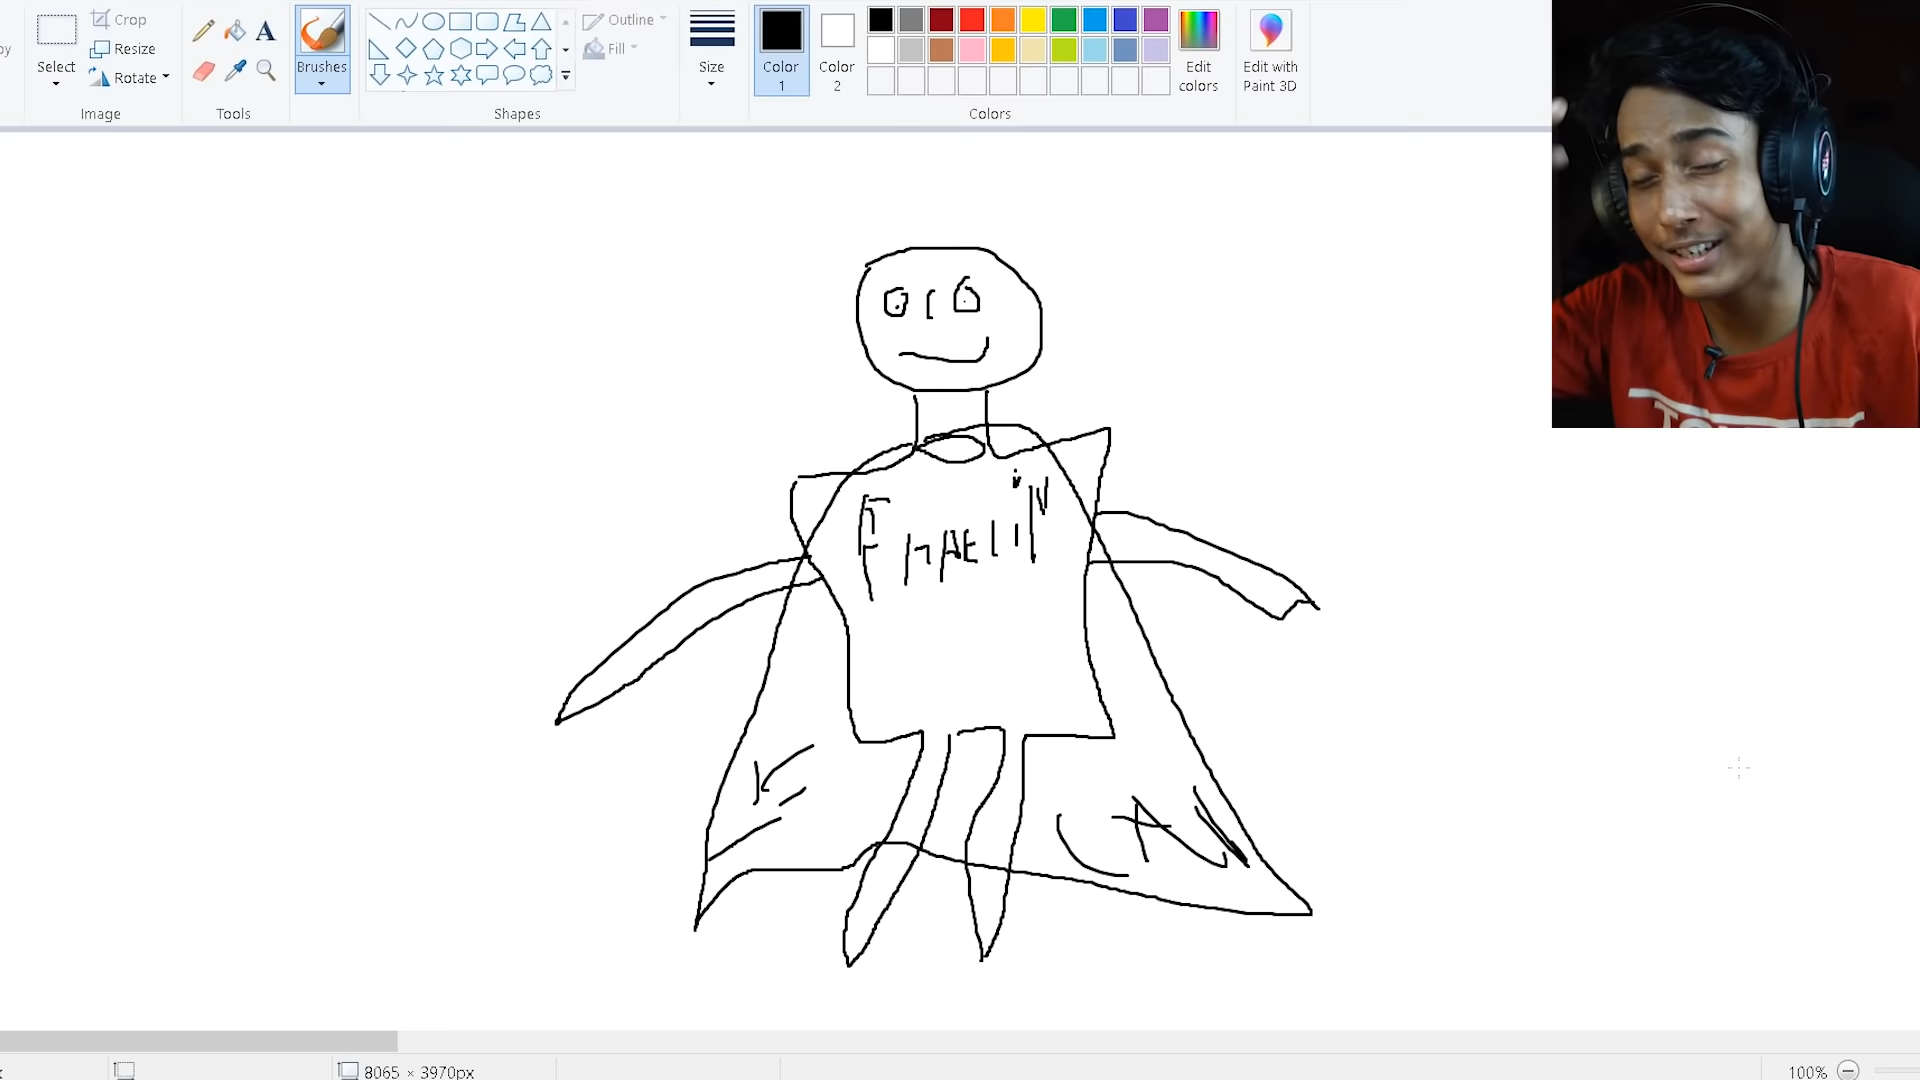 Crop
Outline
Resize
Fill
Select
Rotate
Brushes
Size
Color
1
Color
2
Edit
colors
Edit with
Paint 3D
Image
Tools
Shapes
Colors
8065 × 3970px
100%